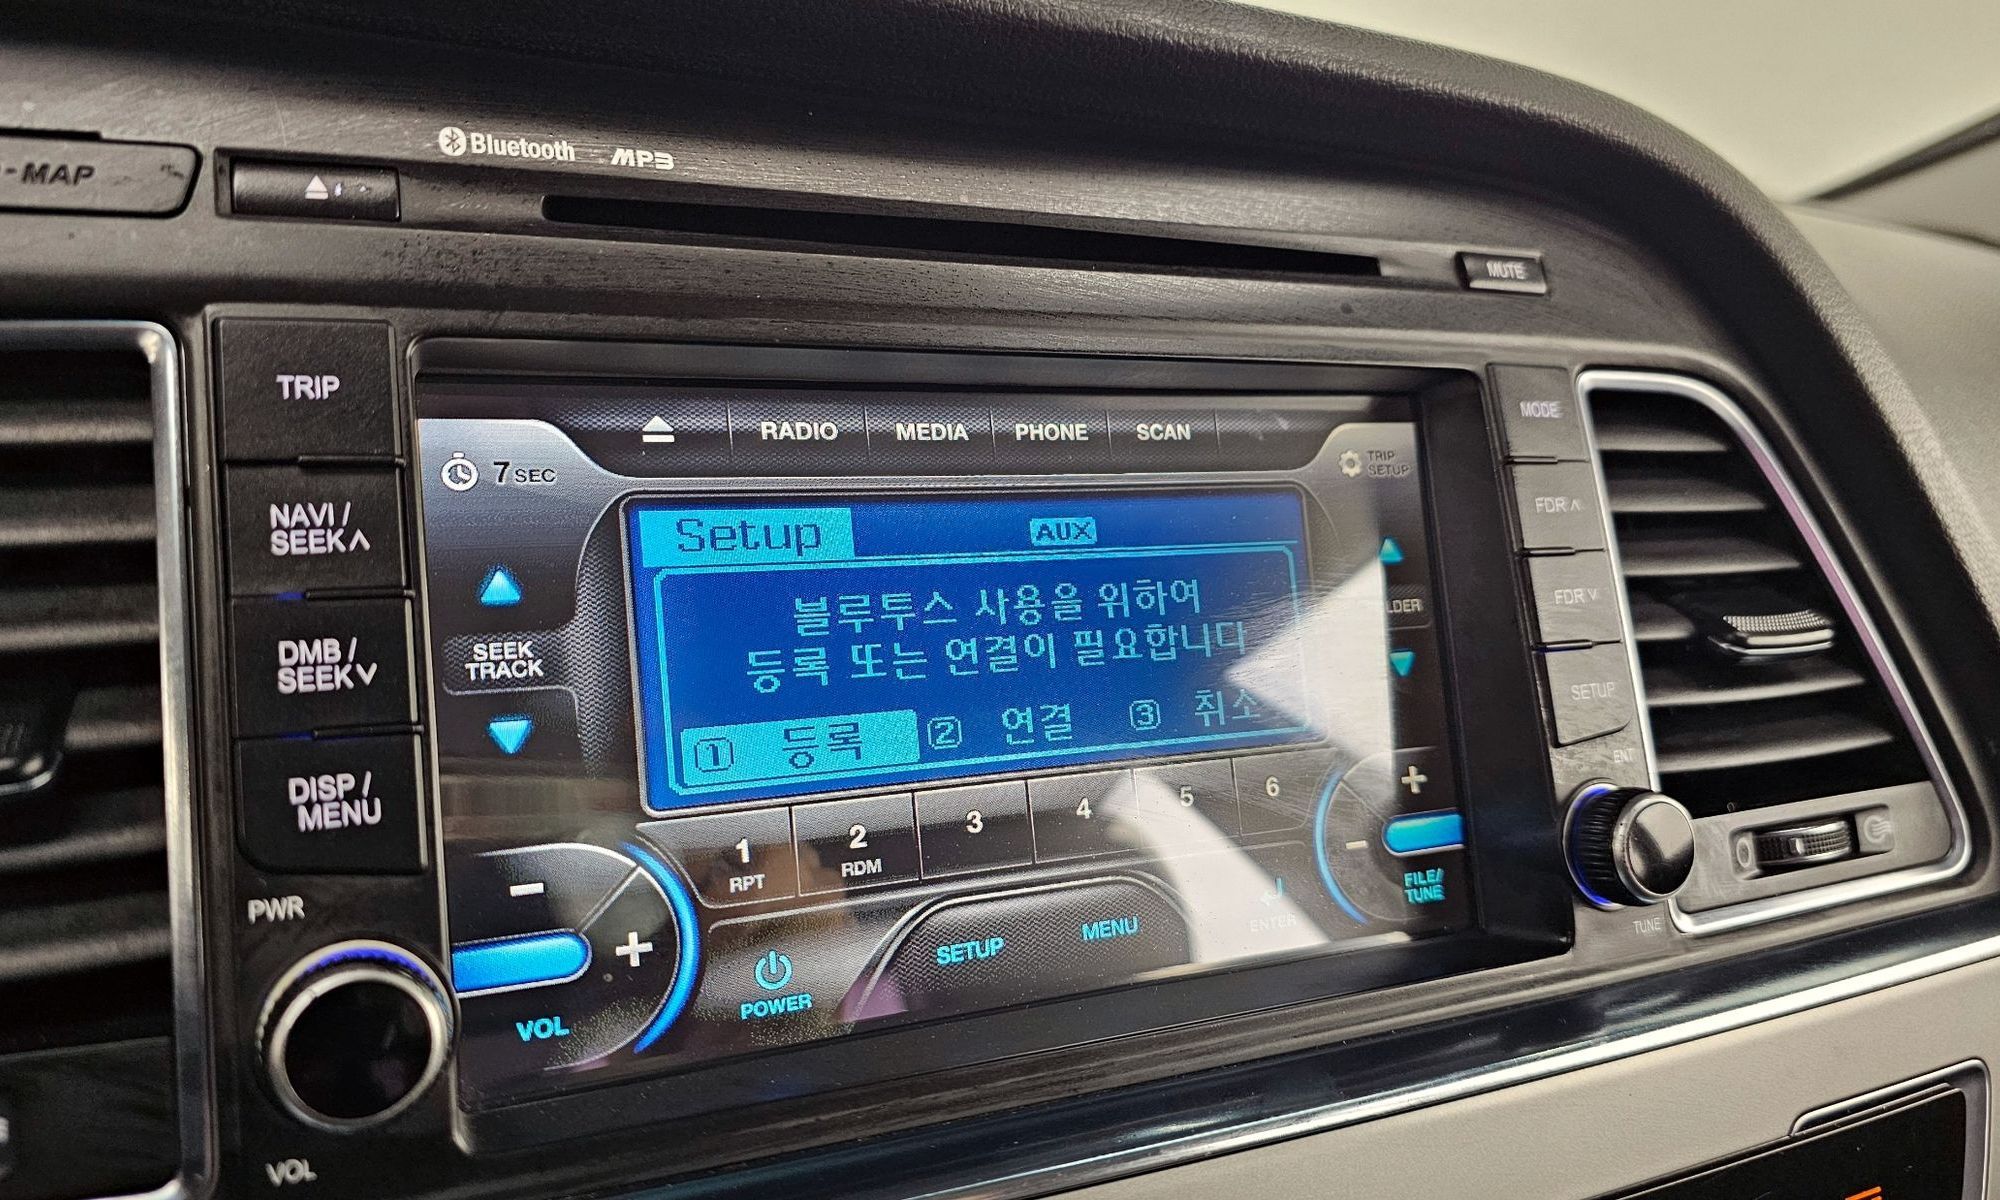 Bluetooth MP3
-MAP
MUTE
TRIP
NAVI/
SEEK∧
DMB/
SEEK∨
DISP/
MENU
PWR
VOL
RADIO MEDIA PHONE SCAN
7 SEC
TRIP
SETUP
SEEK
TRACK
Setup AUX
블루투스 사용을 위하여
등록 또는 연결이 필요합니다
① 등록 ② 연결 ③ 취소
LDER
1 2 3 4 5 6
RPT RDM
- +
VOL
POWER
SETUP MENU
ENTER
+ -
FILE/
TUNE
MODE
FDR ∧
FDR ∨
SETUP
ENT
TUNE